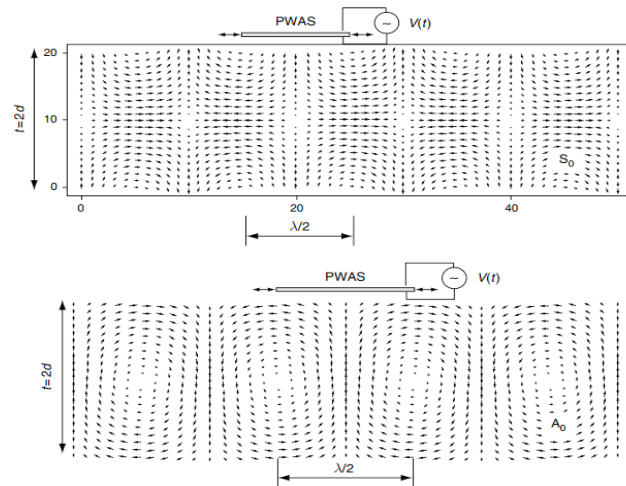 PWAS
~
V(t)
20
t=2d
10
0
S₀
0
20
40
λ/2
PWAS
~
V(t)
t=2d
A₀
λ/2